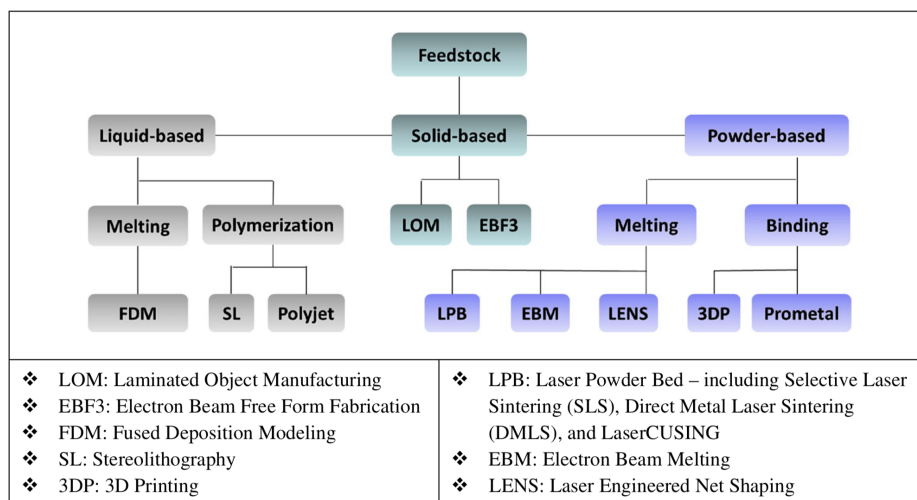 Feedstock
Liquid-based
Solid-based
Powder-based
Melting
Polymerization
LOM
EBF3
Melting
Binding
FDM
SL
Polyjet
LPB
EBM
LENS
3DP
Prometal
❖ LOM: Laminated Object Manufacturing
❖ EBF3: Electron Beam Free Form Fabrication
❖ FDM: Fused Deposition Modeling
❖ SL: Stereolithography
❖ 3DP: 3D Printing
❖ LPB: Laser Powder Bed – including Selective Laser
Sintering (SLS), Direct Metal Laser Sintering
(DMLS), and LaserCUSING
❖ EBM: Electron Beam Melting
❖ LENS: Laser Engineered Net Shaping